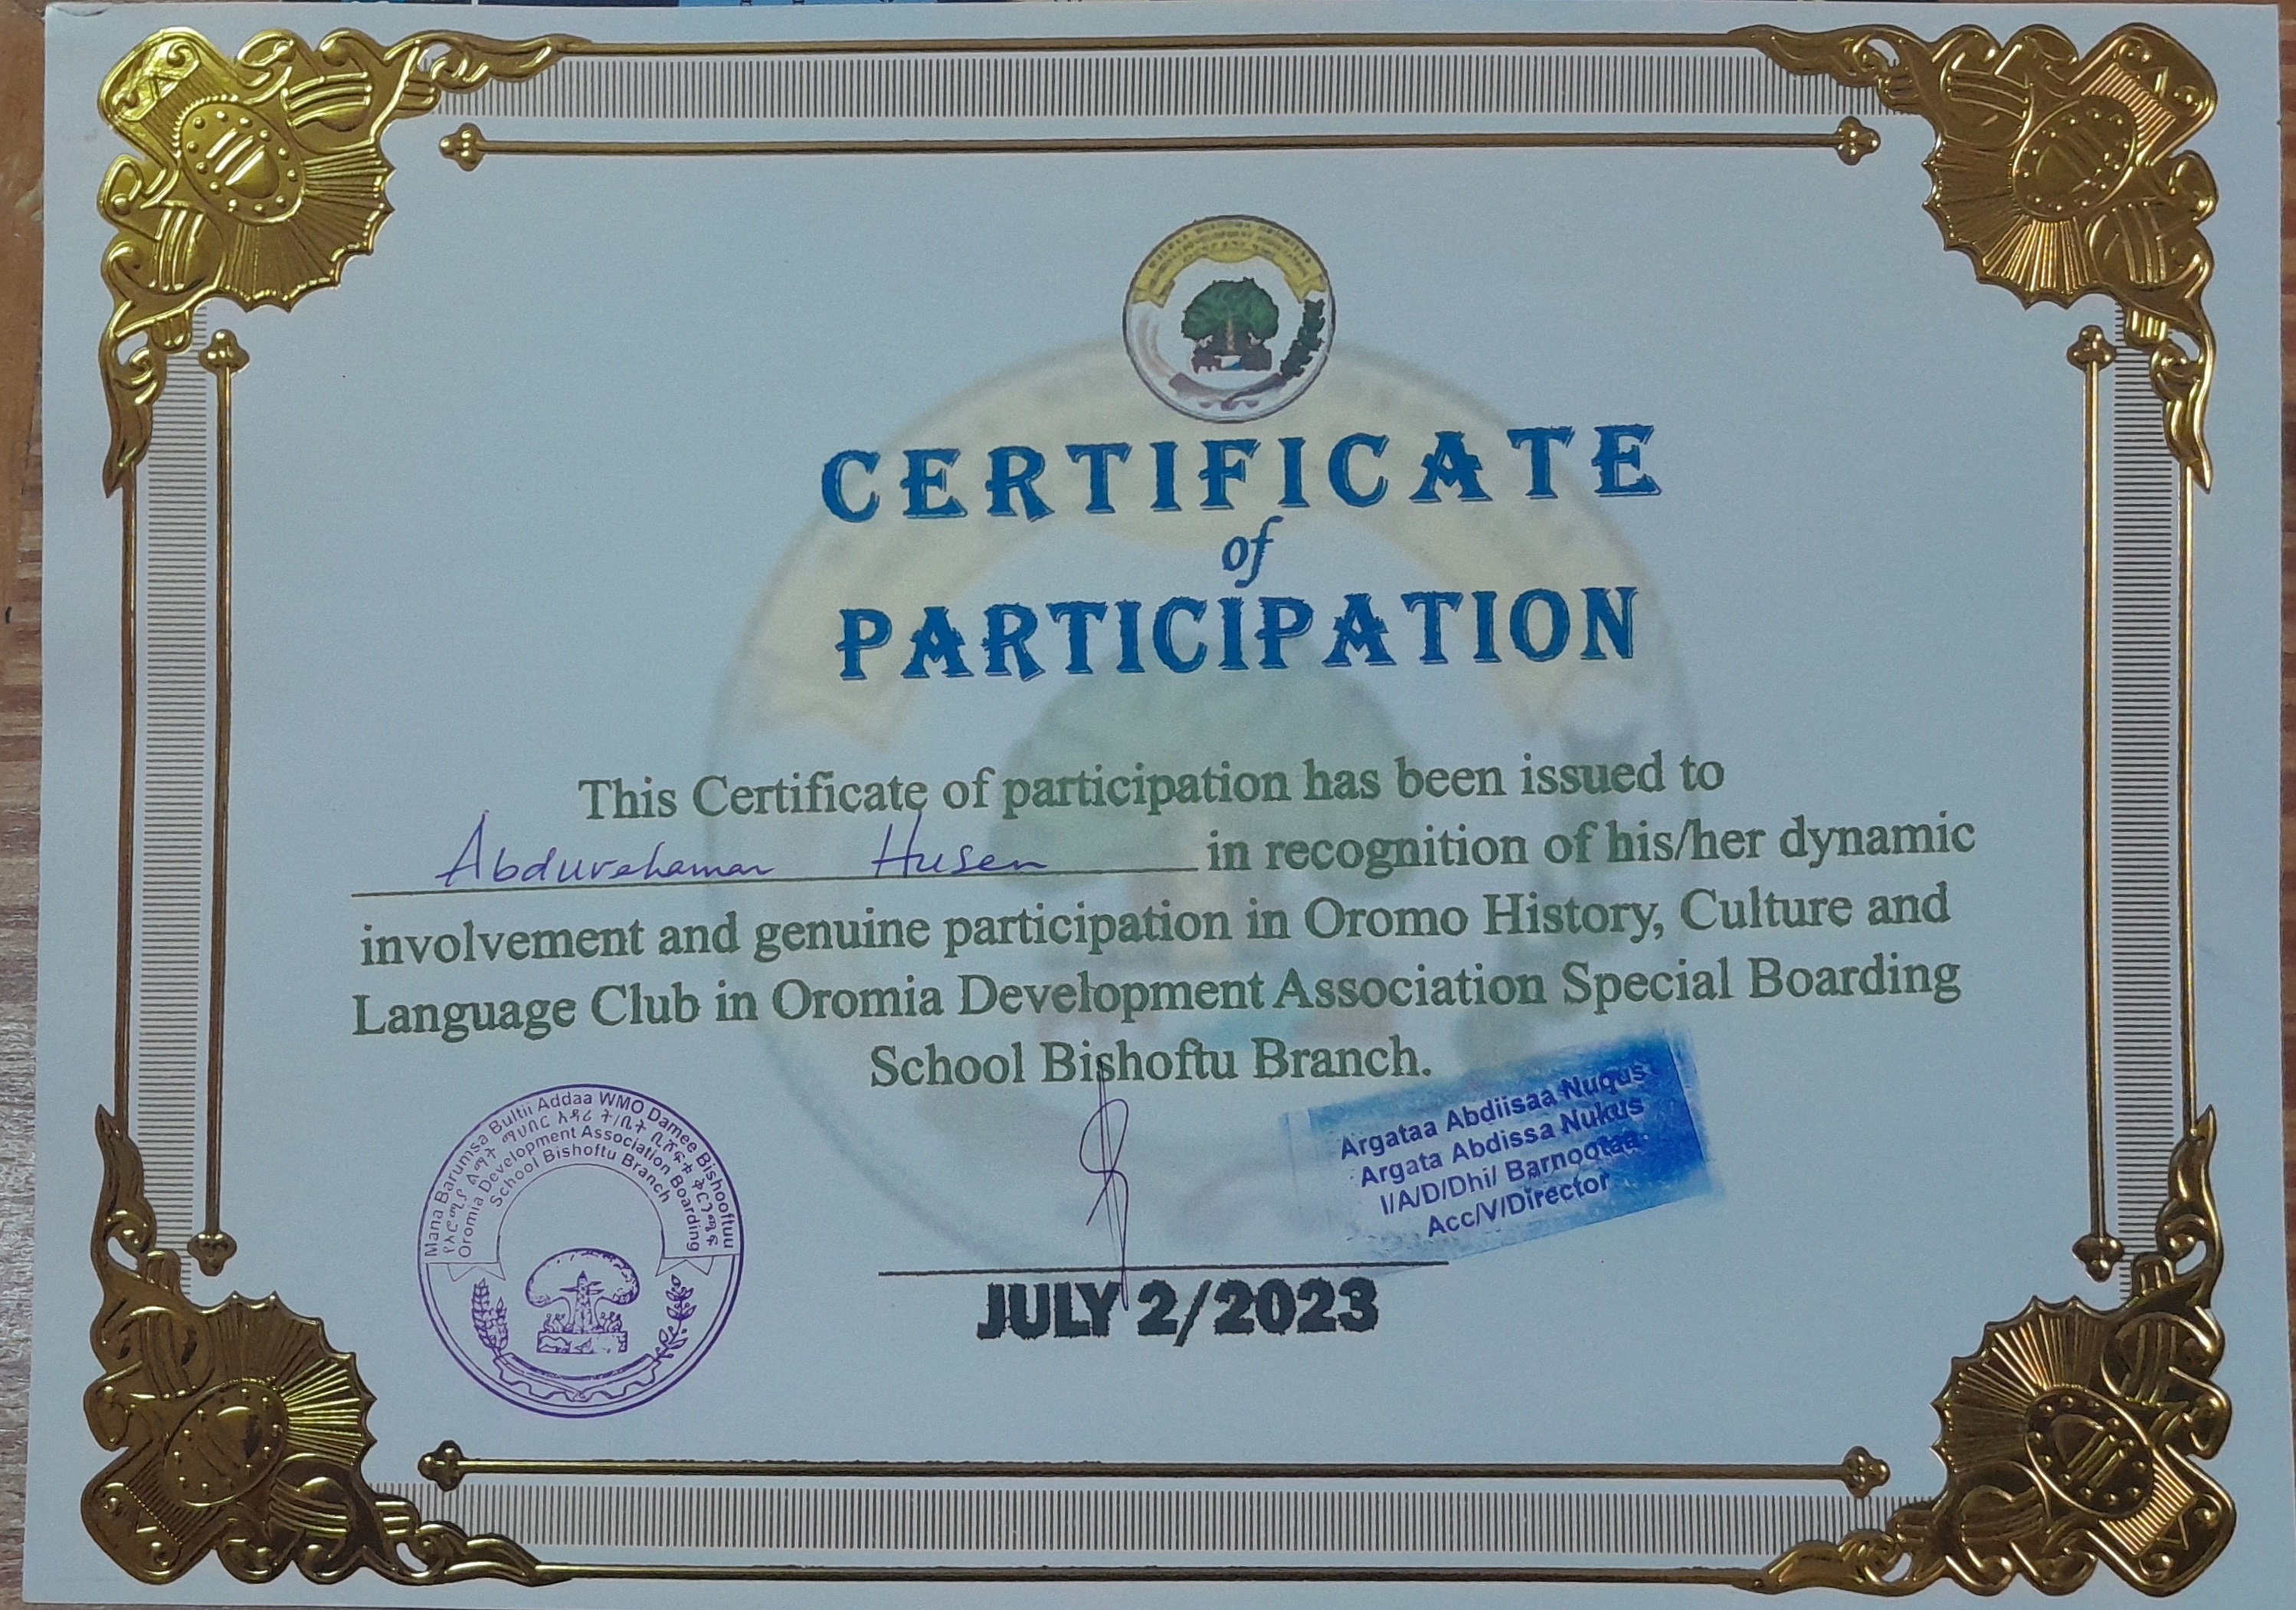 CERTIFICATE
of
PARTICIPATION
This Certificate of participation has been issued to
Abdurehaman Husen in recognition of his/her dynamic
involvement and genuine participation in Oromo History, Culture and
Language Club in Oromia Development Association Special Boarding
School Bishoftu Branch.
Mana Barumsa Bultii Addaa WMO Damee Bishooftuu
የኦሮሚያ ልማት ማህበር አዳሪ ት/ቤት ቢሾፍቱ ቅርንጫፍ
Oromia Development Association Boarding
School Bishoftu Branch
Argataa Abdiisaa Nuqus
Argata Abdissa Nukus
I/A/D/Dhi/ Barnootaa
Acc/V/Director
JULY 2/2023